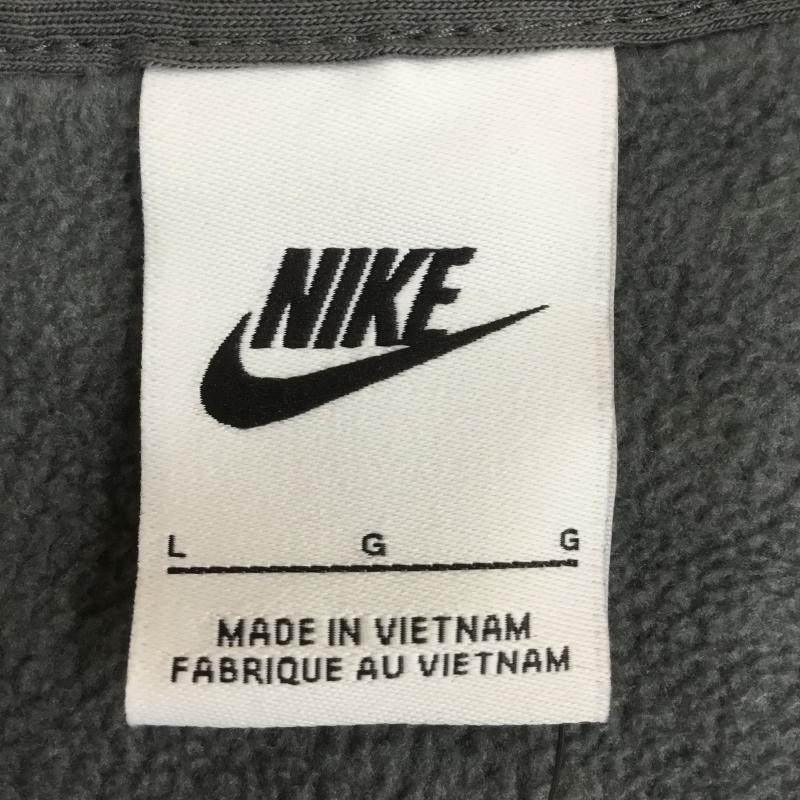 NIKE
L G G
MADE IN VIETNAM
FABRIQUE AU VIETNAM